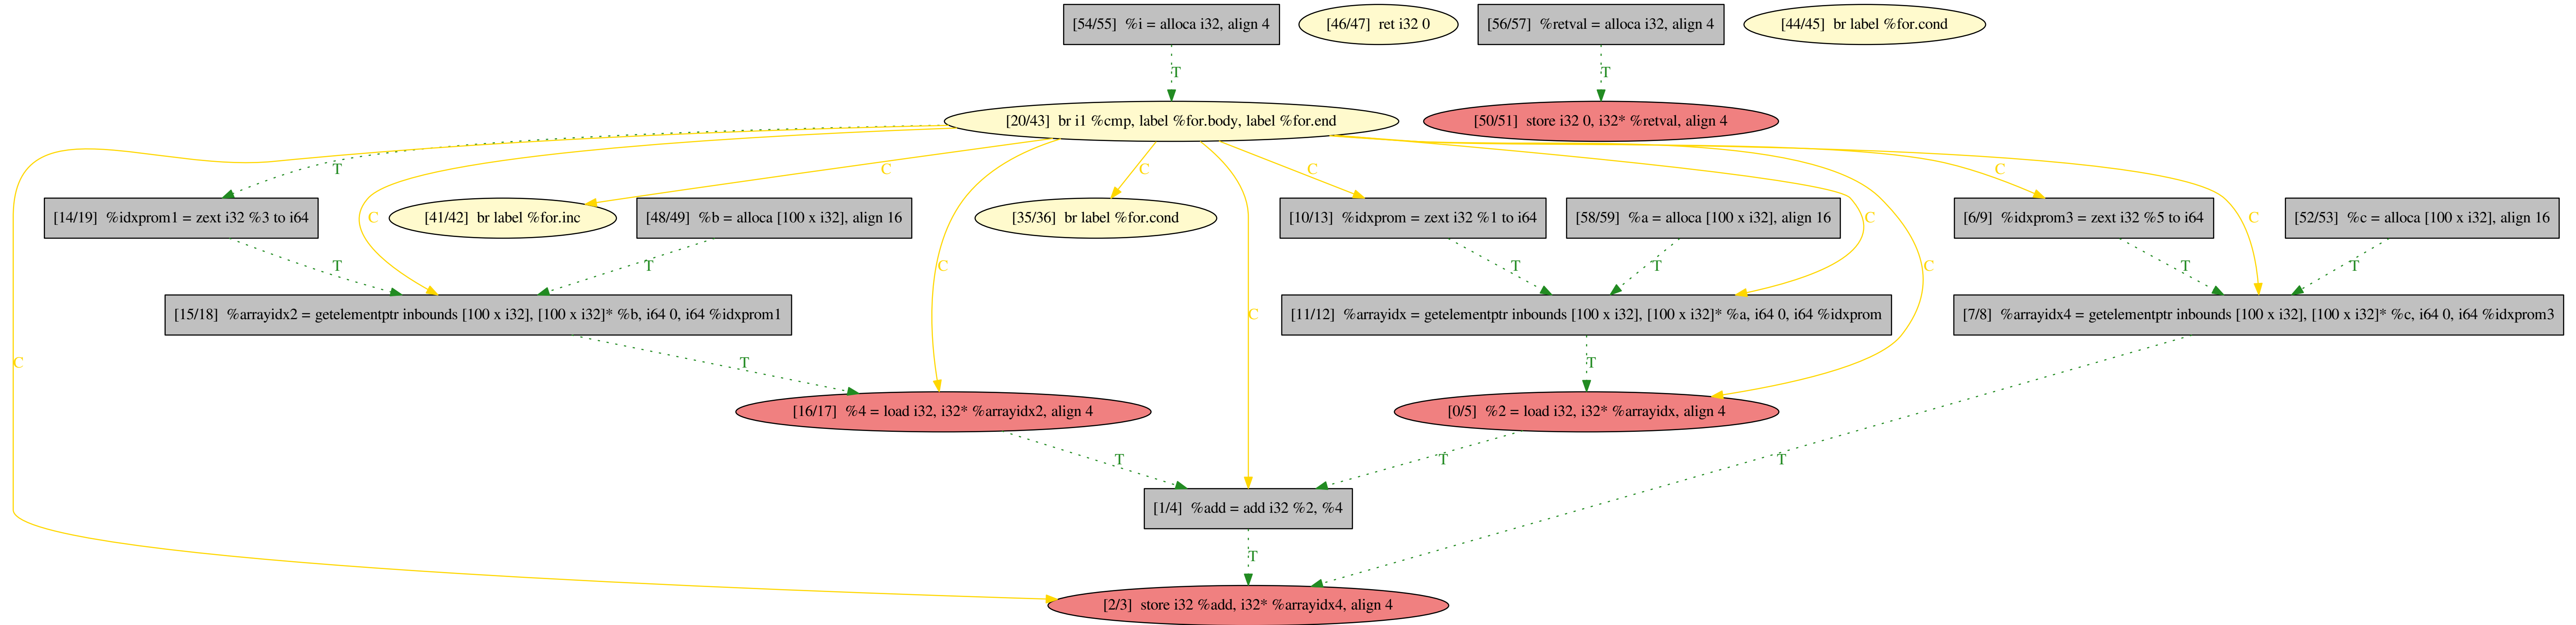 [54/55] %i = alloca i32, align 4
[46/47] ret i32 0
[56/57] %retval = alloca i32, align 4
[44/45] br label %for.cond
T
T
[20/43] br i1 %cmp, label %for.body, label %for.end
[50/51] store i32 0, i32* %retval, align 4
T
C
C
C
C
[14/19] %idxprom1 = zext i32 %3 to i64
C
[41/42] br label %for.inc
[48/49] %b = alloca [100 x i32], align 16
[35/36] br label %for.cond
[10/13] %idxprom = zext i32 %1 to i64
[58/59] %a = alloca [100 x i32], align 16
C
[6/9] %idxprom3 = zext i32 %5 to i64
C
[52/53] %c = alloca [100 x i32], align 16
T
T
C
T
T
C
T
T
[15/18] %arrayidx2 = getelementptr inbounds [100 x i32], [100 x i32]* %b, i64 0, i64 %idxprom1
C
[11/12] %arrayidx = getelementptr inbounds [100 x i32], [100 x i32]* %a, i64 0, i64 %idxprom
[7/8] %arrayidx4 = getelementptr inbounds [100 x i32], [100 x i32]* %c, i64 0, i64 %idxprom3
C
T
T
[16/17] %4 = load i32, i32* %arrayidx2, align 4
[0/5] %2 = load i32, i32* %arrayidx, align 4
T
T
T
[1/4] %add = add i32 %2, %4
T
[2/3] store i32 %add, i32* %arrayidx4, align 4